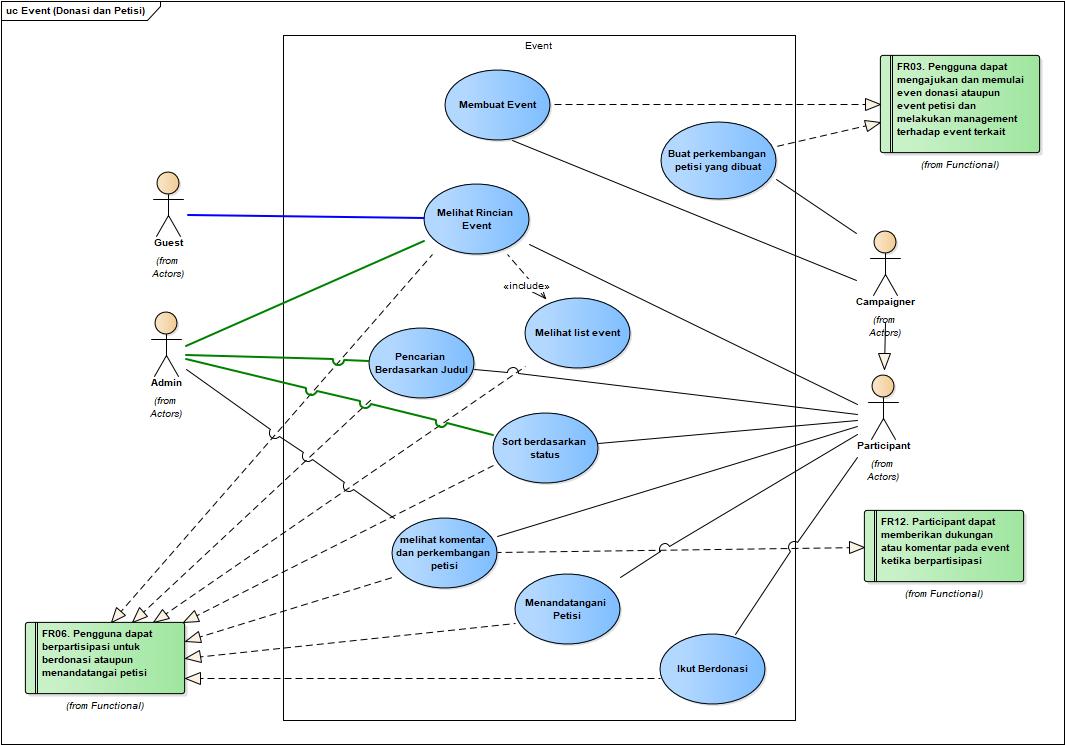 uc Event (Donasi dan Petisi)
Event
Membuat Event
FR03. Pengguna dapat
mengajukan dan memulai
even donasi ataupun
event petisi dan
melakukan management
terhadap event terkait
(from Functional)
Buat perkembangan
petisi yang dibuat
Guest
(from
Actors)
Melihat Rincian
Event
Campaigner
(from
Actors)
«include»
Melihat list event
Admin
(from
Actors)
Pencarian
Berdasarkan Judul
Participant
(from
Actors)
Sort berdasarkan
status
melihat komentar
dan perkembangan
petisi
FR12. Participant dapat
memberikan dukungan
atau komentar pada event
ketika berpartisipasi
(from Functional)
Menandatangani
Petisi
FR06. Pengguna dapat
berpartisipasi untuk
berdonasi ataupun
menandatangai petisi
(from Functional)
Ikut Berdonasi